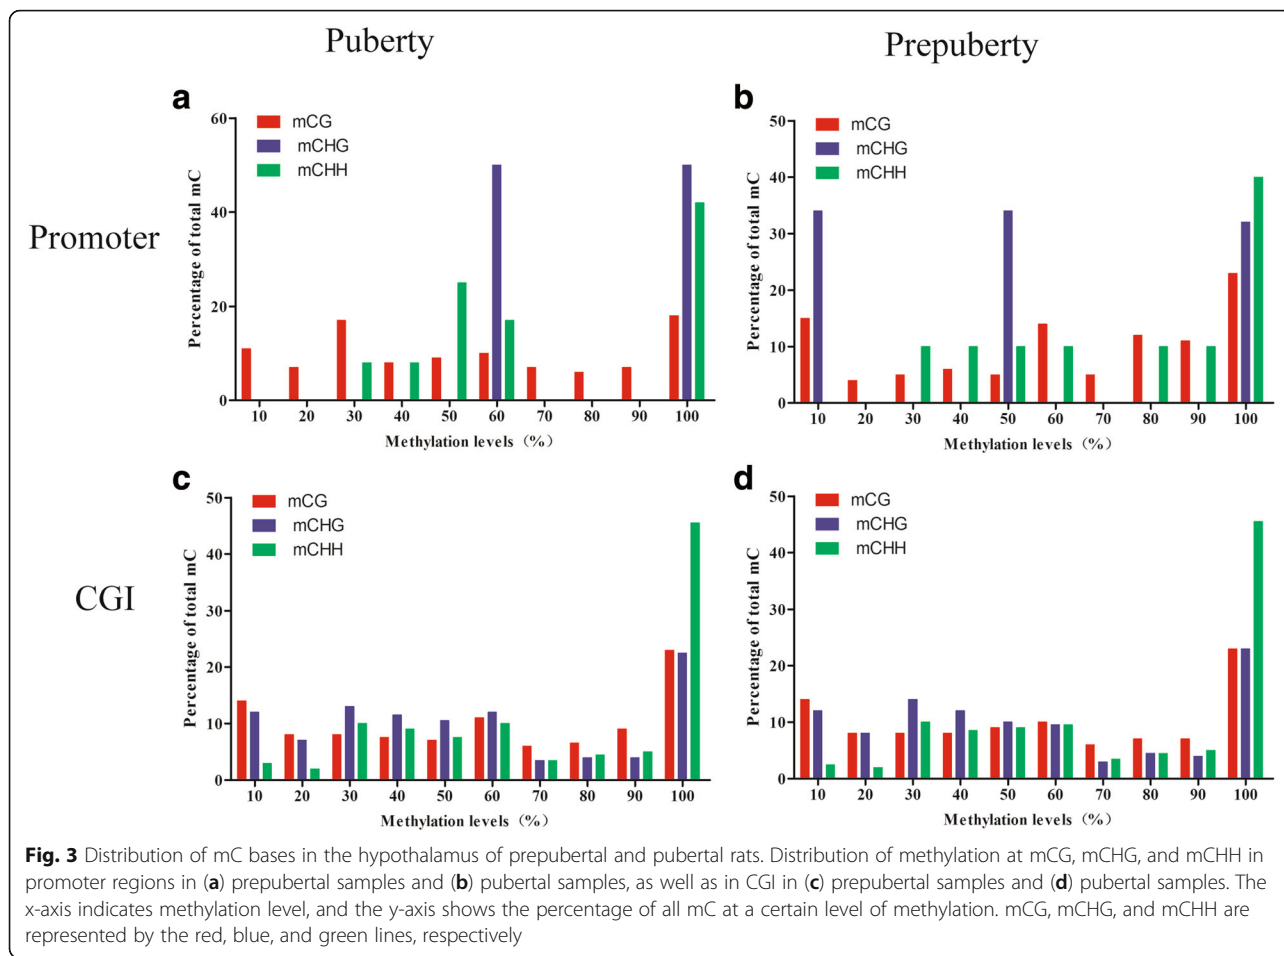 Puberty
Prepuberty
Promoter
CGI
a
60
40
20
0
Percentage of total mC
mCG
mCHG
mCHH
10 20 30 40 50 60 70 80 90 100
Methylation levels (%)
b
50
40
30
20
10
0
Percentage of total mC
mCG
mCHG
mCHH
10 20 30 40 50 60 70 80 90 100
Methylation levels (%)
c
50
40
30
20
10
0
Percentage of total mC
mCG
mCHG
mCHH
10 20 30 40 50 60 70 80 90 100
Methylation levels (%)
d
50
40
30
20
10
0
Percentage of total mC
mCG
mCHG
mCHH
10 20 30 40 50 60 70 80 90 100
Methylation levels (%)
Fig. 3 Distribution of mC bases in the hypothalamus of prepubertal and pubertal rats. Distribution of methylation at mCG, mCHG, and mCHH in
promoter regions in (a) prepubertal samples and (b) pubertal samples, as well as in CGI in (c) prepubertal samples and (d) pubertal samples. The
x-axis indicates methylation level, and the y-axis shows the percentage of all mC at a certain level of methylation. mCG, mCHG, and mCHH are
represented by the red, blue, and green lines, respectively